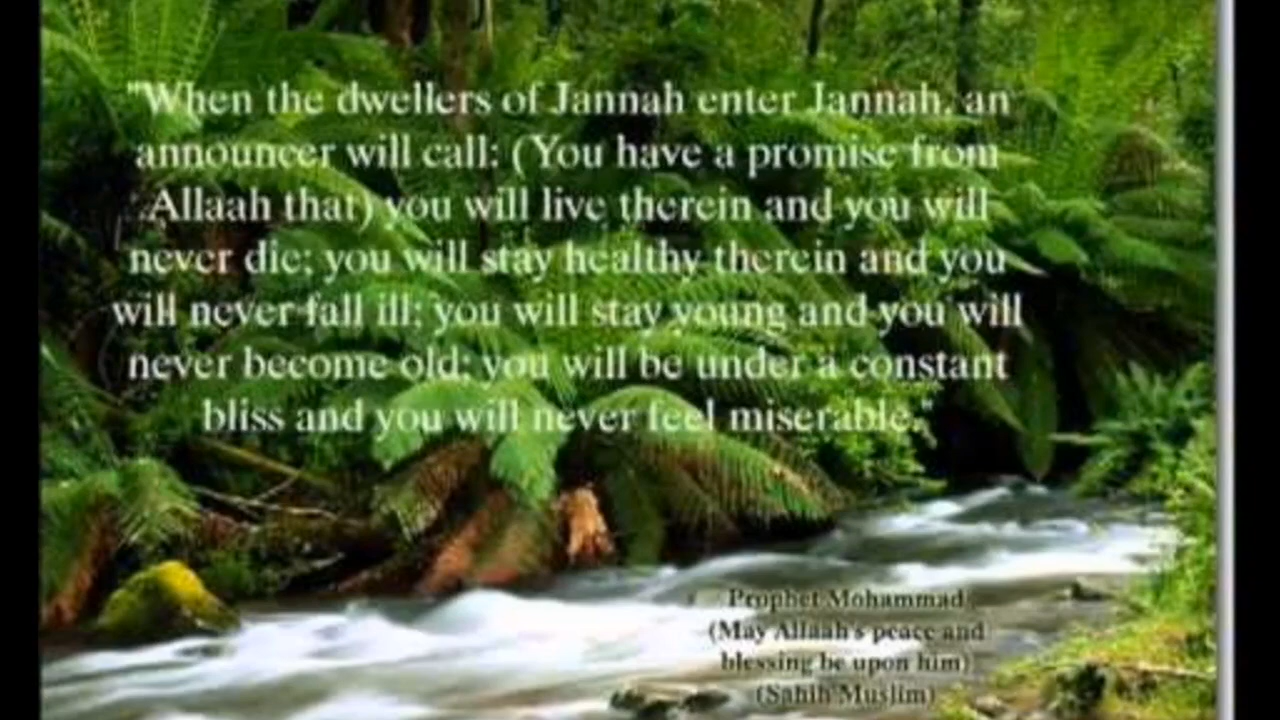 "When the dwellers of Jannah enter Jannah, an
announcer will call: (You have a promise from
Allaah that) you will live therein and you will
never die; you will stay healthy therein and you
will never fall ill; you will stay young and you will
never become old; you will be under a constant
bliss and you will never feel miserable."
Prophet Mohammad
(May Allaah's peace and
blessing be upon him)
(Sahih Muslim)